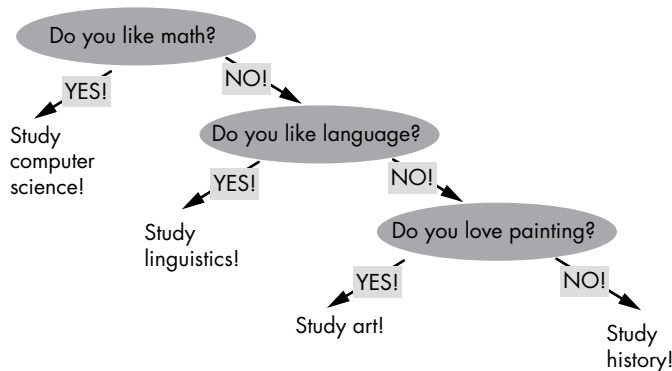 Do you like math?
YES!
NO!
Study
computer
science!
Do you like language?
YES!
NO!
Study
linguistics!
Do you love painting?
YES!
NO!
Study art!
Study
history!